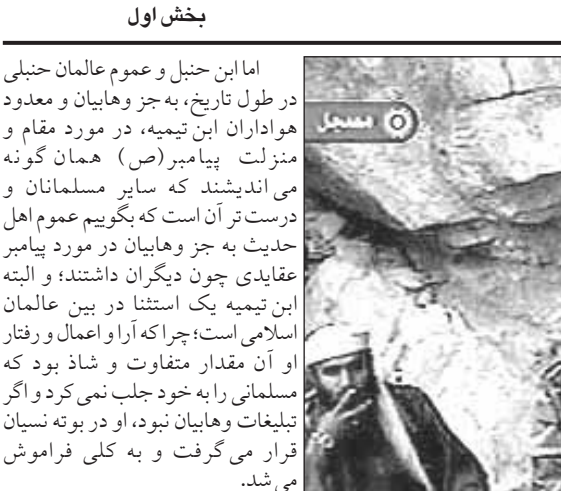 بخش اول
اما ابن حنبل و عموم عالمان حنبلی
در طول تاریخ، به جز وهابیان و معدود
هواداران ابن تیمیه، در مورد مقام و
منزلت پیامبر(ص) همان گونه
می اندیشند که سایر مسلمانان و
درست تر آن است که بگوییم عموم اهل
حدیث به جز وهابیان در مورد پیامبر
عقایدی چون دیگران داشتند؛ و البته
ابن تیمیه یک استثنا در بین عالمان
اسلامی است؛ چرا که آرا و اعمال و رفتار
او آن مقدار متفاوت و شاذ بود که
مسلمانی را به خود جلب نمی کرد و اگر
تبلیغات وهابیان نبود، او در بوته نسیان
قرار می گرفت و به کلی فراموش
می شد.
مسجل